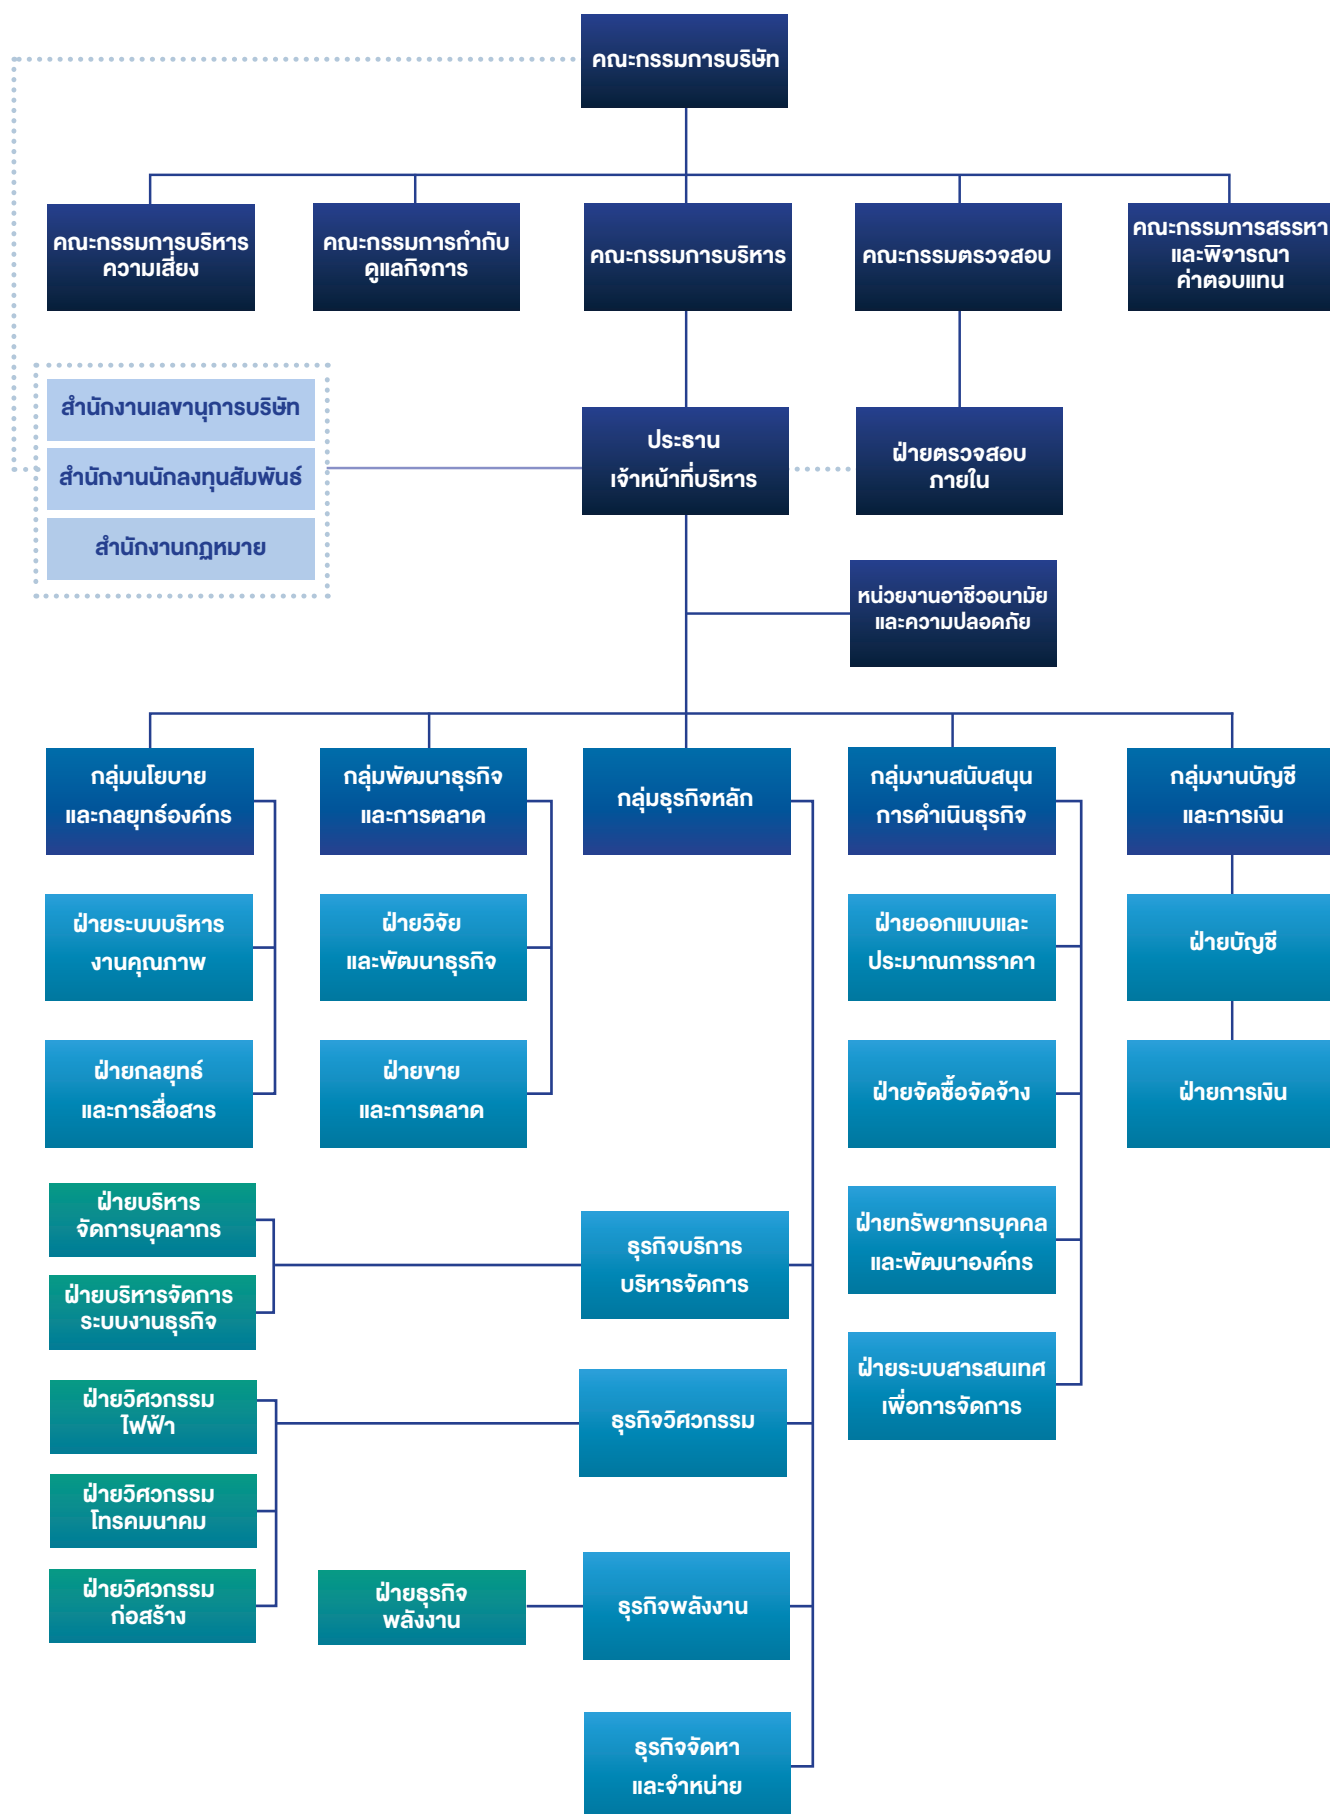 คณะกรรมการบริษัท
คณะกรรมการบริหาร
ความเสี่ยง
คณะกรรมการกำกับ
ดูแลกิจการ
คณะกรรมการบริหาร
คณะกรรมตรวจสอบ
คณะกรรมการสรรหา
และพิจารณา
ค่าตอบแทน
สำนักงานเลขานุการบริษัท
สำนักงานนักลงทุนสัมพันธ์
สำนักงานกฎหมาย
ประธาน
เจ้าหน้าที่บริหาร
ฝ่ายตรวจสอบ
ภายใน
หน่วยงานอาชีวอนามัย
และความปลอดภัย
กลุ่มนโยบาย
และกลยุทธ์องค์กร
กลุ่มพัฒนาธุรกิจ
และการตลาด
กลุ่มธุรกิจหลัก
กลุ่มงานสนับสนุน
การดำเนินธุรกิจ
กลุ่มงานบัญชี
และการเงิน
ฝ่ายระบบบริหาร
งานคุณภาพ
ฝ่ายวิจัย
และพัฒนาธุรกิจ
ฝ่ายออกแบบและ
ประมาณการราคา
ฝ่ายบัญชี
ฝ่ายกลยุทธ์
และการสื่อสาร
ฝ่ายขาย
และการตลาด
ฝ่ายจัดซื้อจัดจ้าง
ฝ่ายการเงิน
ฝ่ายบริหาร
จัดการบุคลากร
ฝ่ายบริหารจัดการ
ระบบงานธุรกิจ
ธุรกิจบริการ
บริหารจัดการ
ฝ่ายทรัพยากรบุคคล
และพัฒนาองค์กร
ฝ่ายระบบสารสนเทศ
เพื่อการจัดการ
ฝ่ายวิศวกรรม
ไฟฟ้า
ธุรกิจวิศวกรรม
ฝ่ายวิศวกรรม
โทรคมนาคม
ฝ่ายวิศวกรรม
ก่อสร้าง
ฝ่ายธุรกิจ
พลังงาน
ธุรกิจพลังงาน
ธุรกิจจัดหา
และจำหน่าย